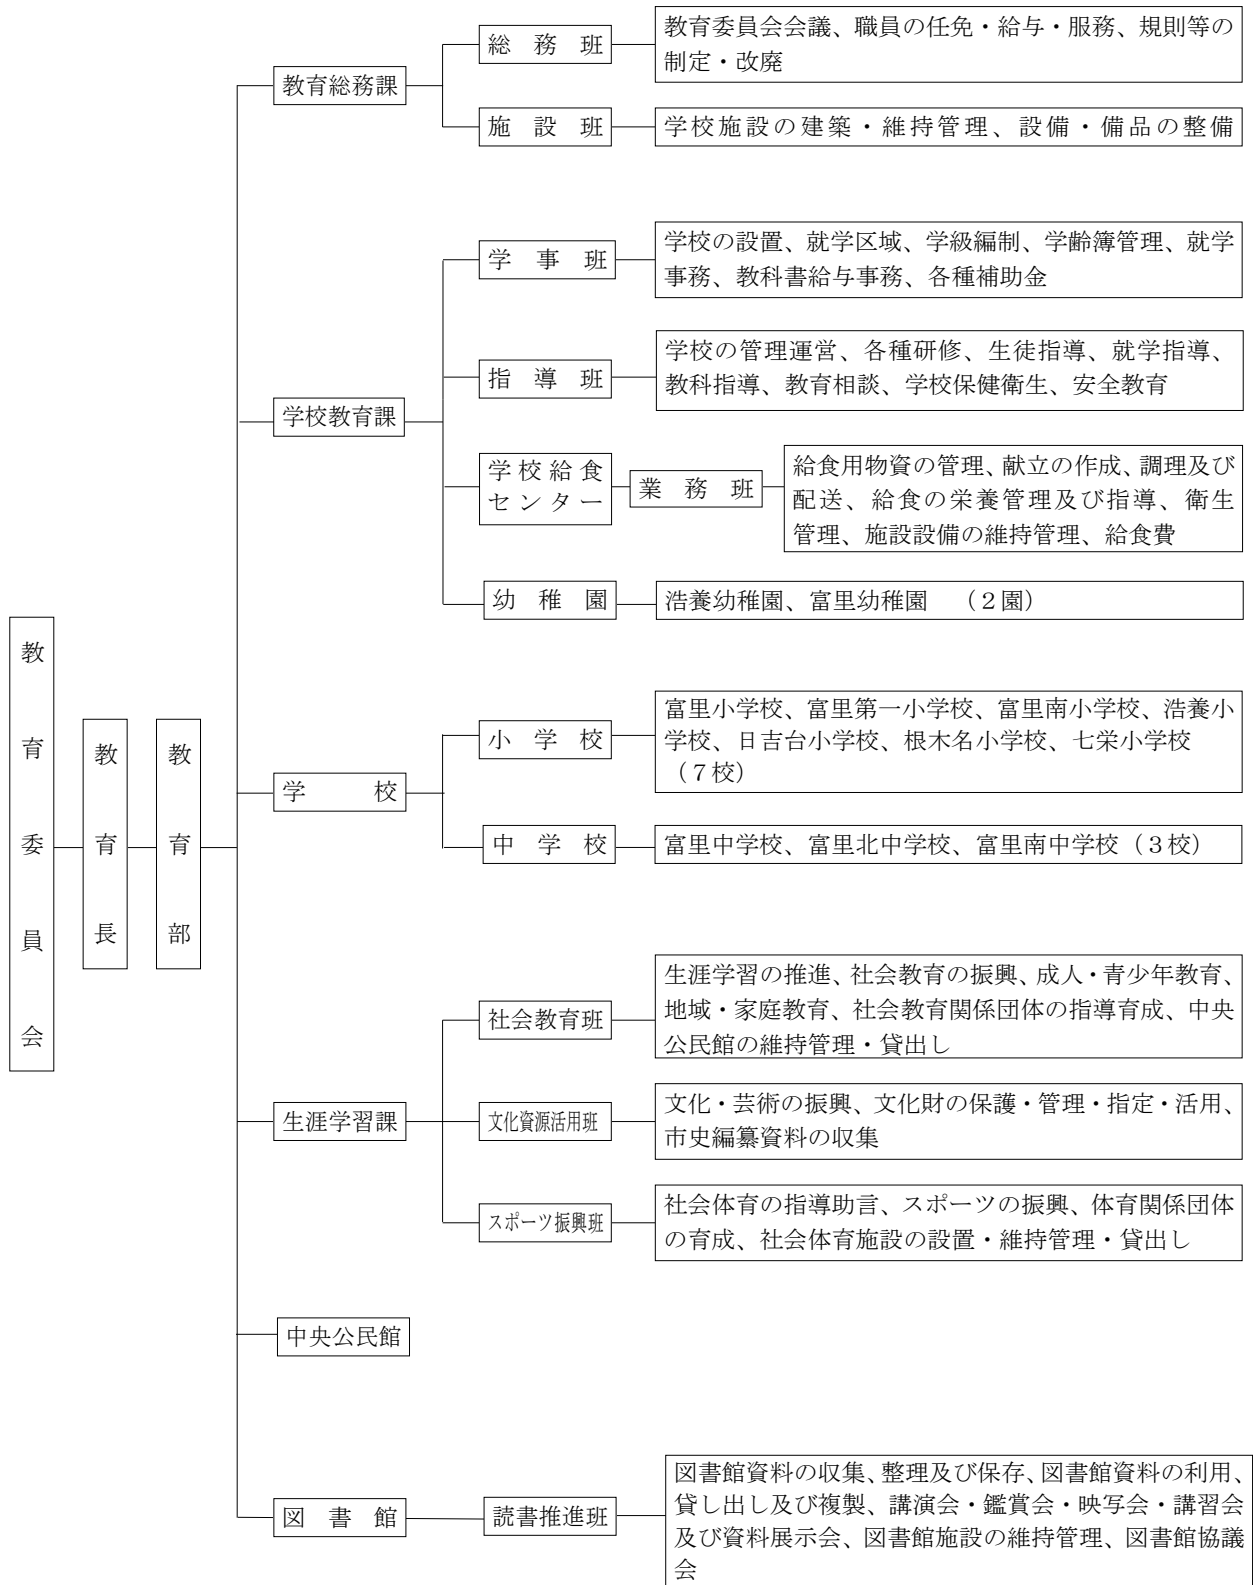 教育委員会
教育長
教育部
教育総務課
総務班
教育委員会会議、職員の任免・給与・服務、規則等の
制定・改廃
施設班
学校施設の建築・維持管理、設備・備品の整備
学校教育課
学事班
学校の設置、就学区域、学級編制、学齢簿管理、就学
事務、教科書給与事務、各種補助金
指導班
学校の管理運営、各種研修、生徒指導、就学指導、
教科指導、教育相談、学校保健衛生、安全教育
学校給食
センター
業務班
給食用物資の管理、献立の作成、調理及び
配送、給食の栄養管理及び指導、衛生
管理、施設設備の維持管理、給食費
幼稚園
浩養幼稚園、富里幼稚園　（２園）
学校
小学校
富里小学校、富里第一小学校、富里南小学校、浩養小
学校、日吉台小学校、根木名小学校、七栄小学校
（７校）
中学校
富里中学校、富里北中学校、富里南中学校（３校）
生涯学習課
社会教育班
生涯学習の推進、社会教育の振興、成人・青少年教育、
地域・家庭教育、社会教育関係団体の指導育成、中央
公民館の維持管理・貸出し
文化資源活用班
文化・芸術の振興、文化財の保護・管理・指定・活用、
市史編纂資料の収集
スポーツ振興班
社会体育の指導助言、スポーツの振興、体育関係団体
の育成、社会体育施設の設置・維持管理・貸出し
中央公民館
図書館
読書推進班
図書館資料の収集、整理及び保存、図書館資料の利用、
貸し出し及び複製、講演会・鑑賞会・映写会・講習会
及び資料展示会、図書館施設の維持管理、図書館協議
会